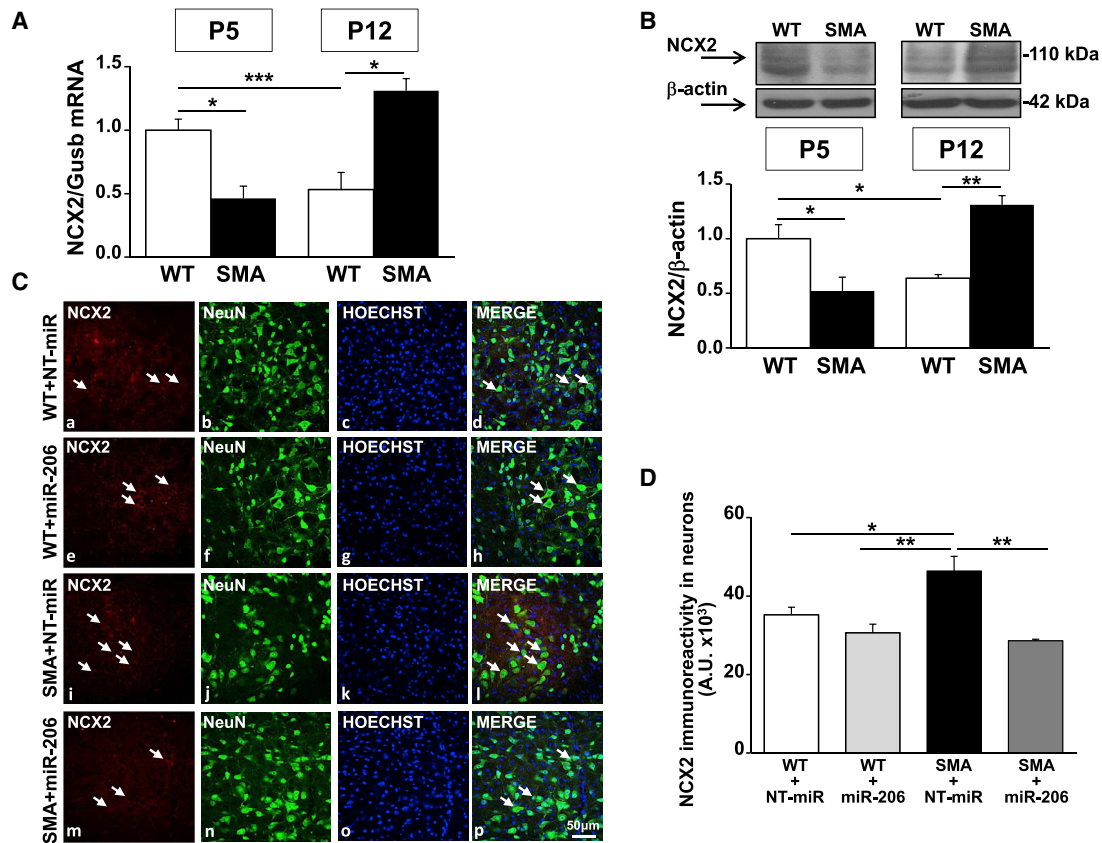 A
P5
P12
***
*
*
NCX2/Gusb mRNA
1.0
0.5
0.0
WT
SMA
WT
SMA
B
WT
SMA
WT
SMA
NCX2
-110 kDa
β-actin
-42 kDa
P5
P12
*
**
*
NCX2/β-actin
1.5
1.0
0.5
0.0
WT
SMA
WT
SMA
C
WT+NT-miR
NCX2
NeuN
HOECHST
MERGE
a
b
c
d
WT+miR-206
NCX2
NeuN
HOECHST
MERGE
e
f
g
h
SMA+NT-miR
NCX2
NeuN
HOECHST
MERGE
i
j
k
l
SMA+miR-206
NCX2
NeuN
HOECHST
MERGE
m
n
o
p
50µm
D
NCX2 immunoreactivity in neurons
(A.U. x10³)
60
40
20
0
*
**
**
WT
+
NT-miR
WT
+
miR-206
SMA
+
NT-miR
SMA
+
miR-206